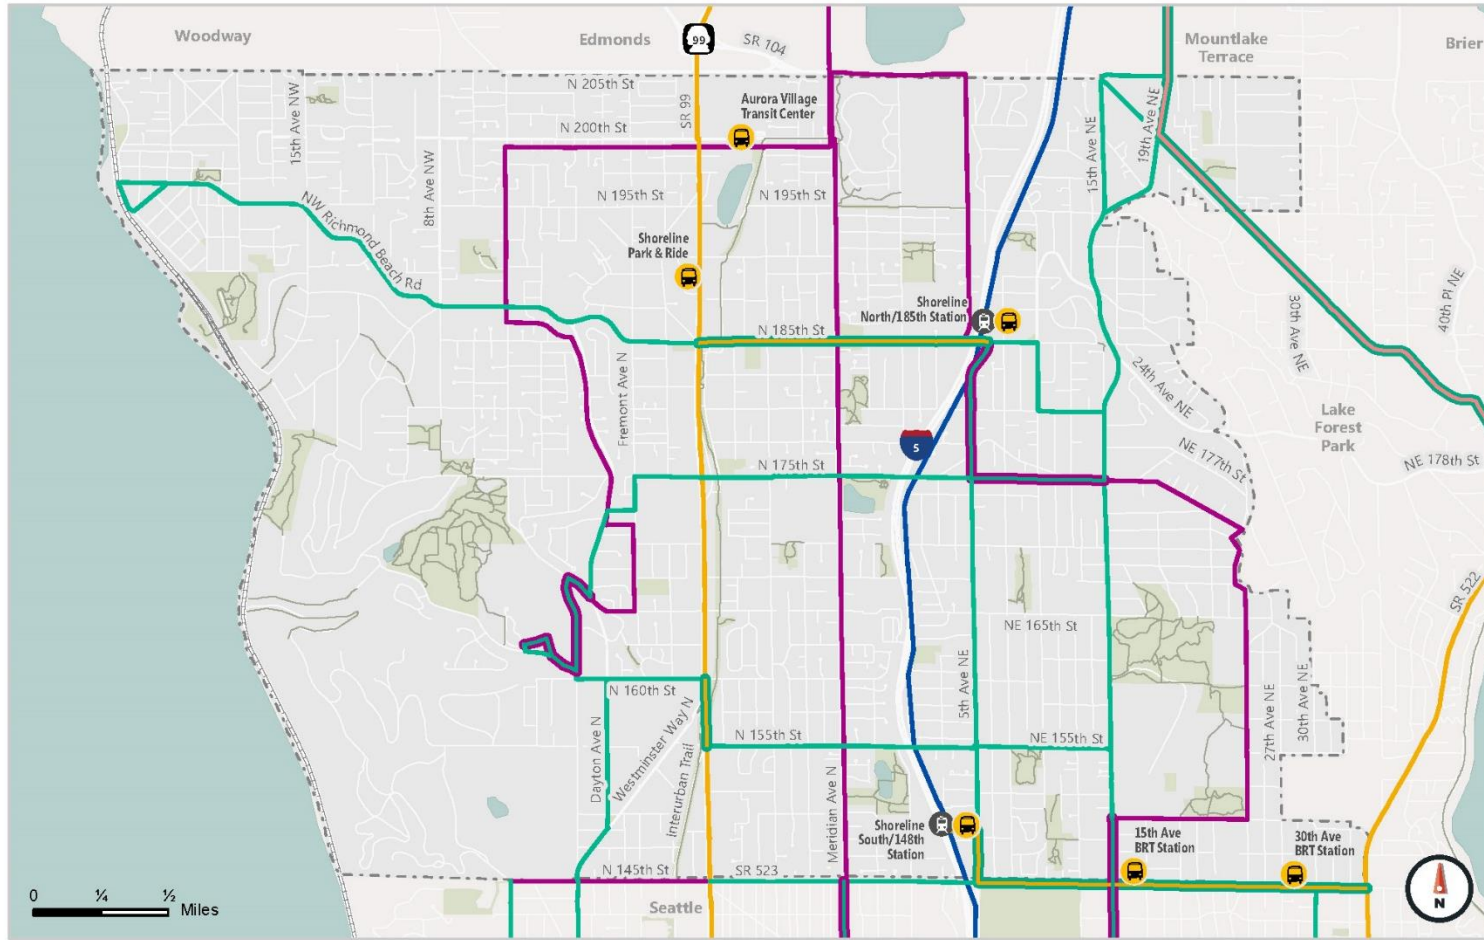 Woodway
Edmonds
99
SR 104
Mountlake
Terrace
Brier
N 205th St
Aurora Village
Transit Center
SR 99
15th Ave NW
N 200th St
15th Ave NE
19th Ave NE
8th Ave NW
N 195th St
N 195th St
NW Richmond Beach Rd
Shoreline
Park & Ride
Shoreline
North/185th Station
30th Ave NE
40th Pl NE
N 185th St
24th Ave NE
Fremont Ave N
Lake
Forest
Park
5
N 175th St
NE 177th St
NE 178th St
SR 522
NE 165th St
5th Ave NE
N 160th St
27th Ave NE
30th Ave NE
N 155th St
NE 155th St
Dayton Ave N
Westminster Way N
Interurban Trail
Meridian Ave N
Shoreline
South/148th
Station
15th Ave
BRT Station
30th Ave
BRT Station
N 145th St
SR 523
Seattle
0 ¼ ½
Miles
N